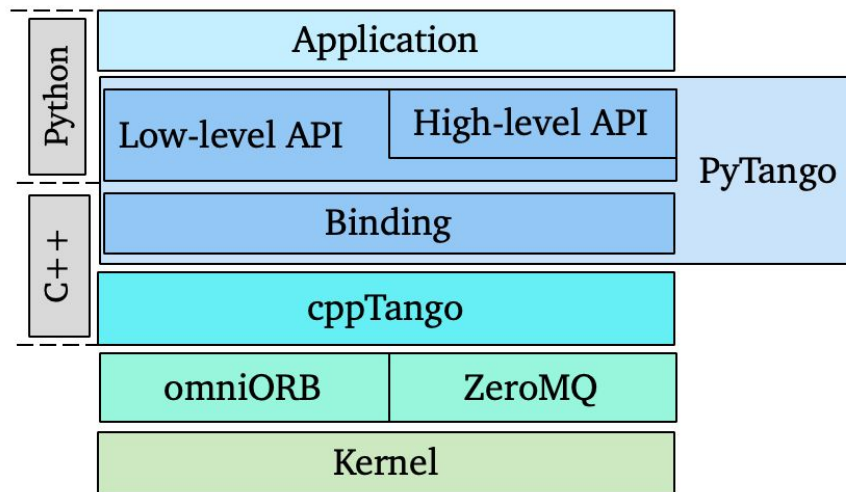 Python
Application
Low-level API
High-level API
PyTango
C++
Binding
cppTango
omniORB
ZeroMQ
Kernel